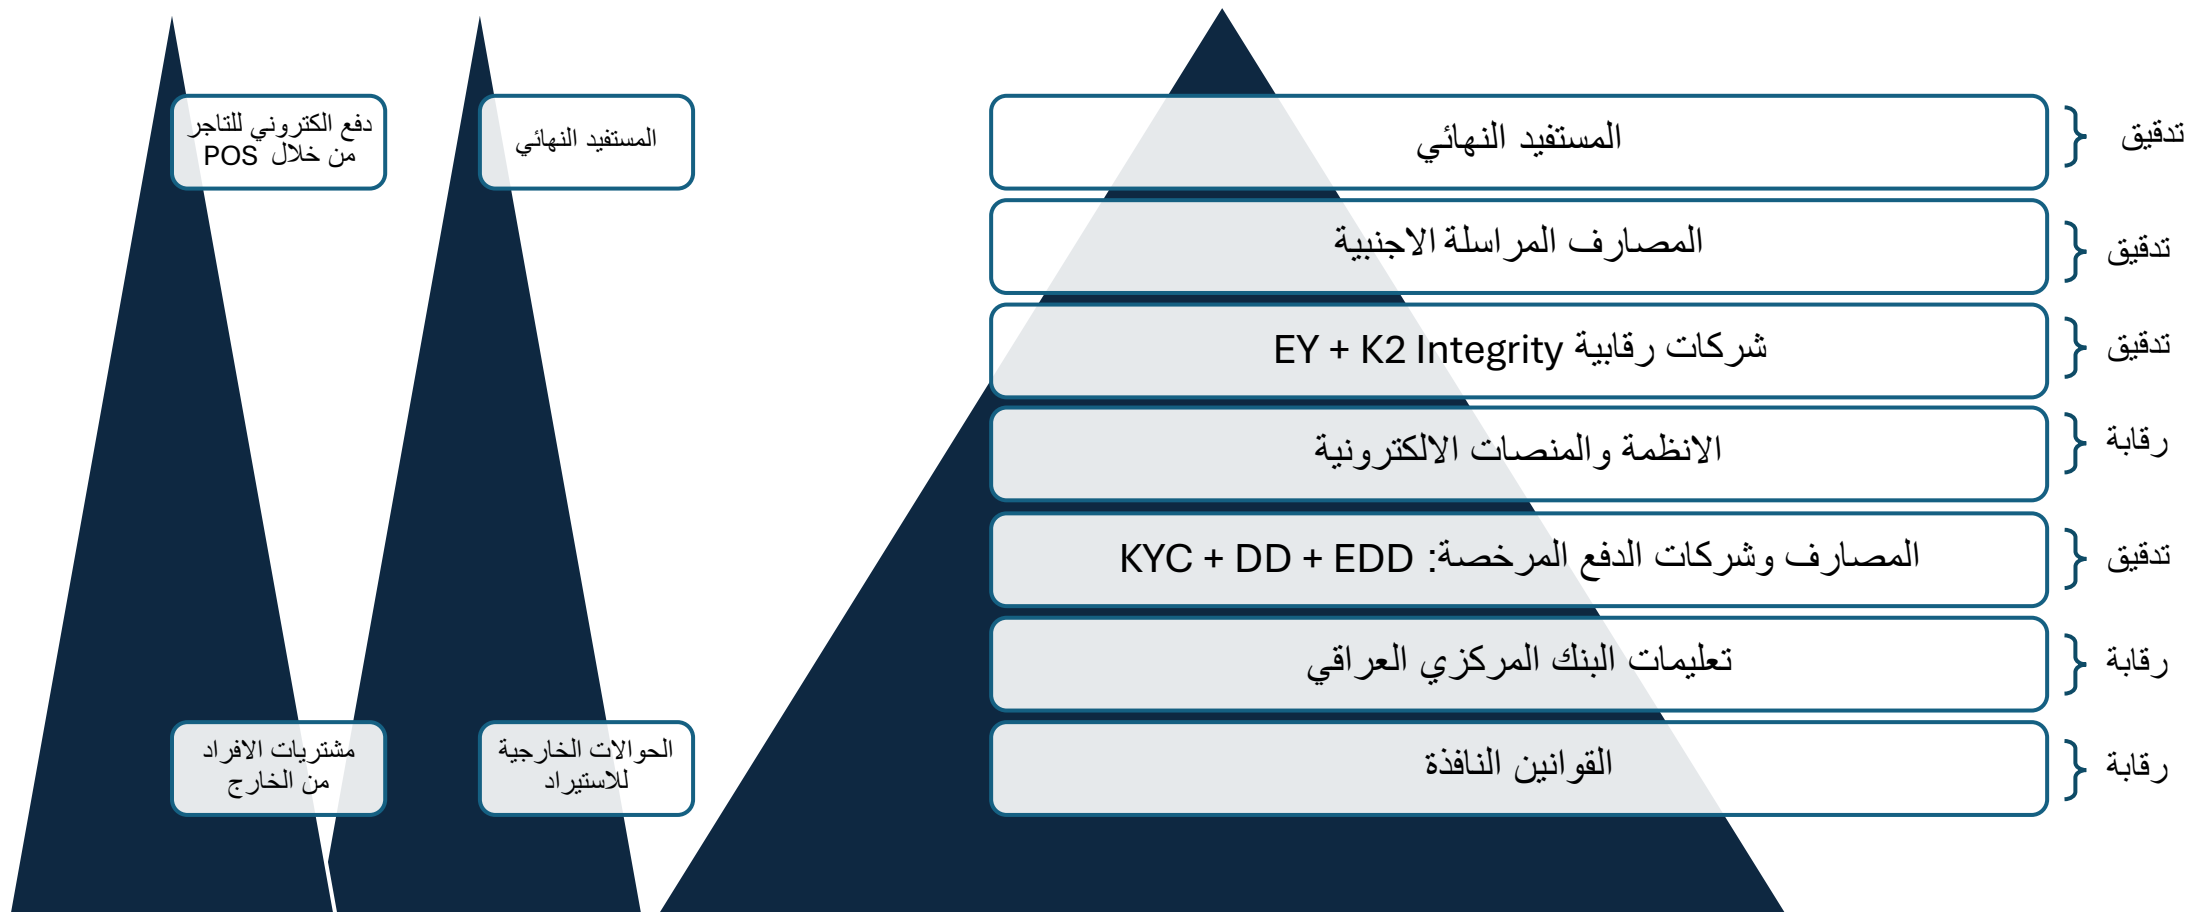 المستفيد النهائي
تدقيق
المصارف المراسلة الاجنبية
تدقيق
شركات رقابية EY + K2 Integrity
تدقيق
الانظمة والمنصات الالكترونية
رقابة
المصارف وشركات الدفع المرخصة: KYC + DD + EDD
تدقيق
تعليمات البنك المركزي العراقي
رقابة
القوانين النافذة
رقابة
المستفيد النهائي
الحوالات الخارجية
للاستيراد
دفع الكتروني للتاجر
من خلال POS
مشتريات الافراد
من الخارج